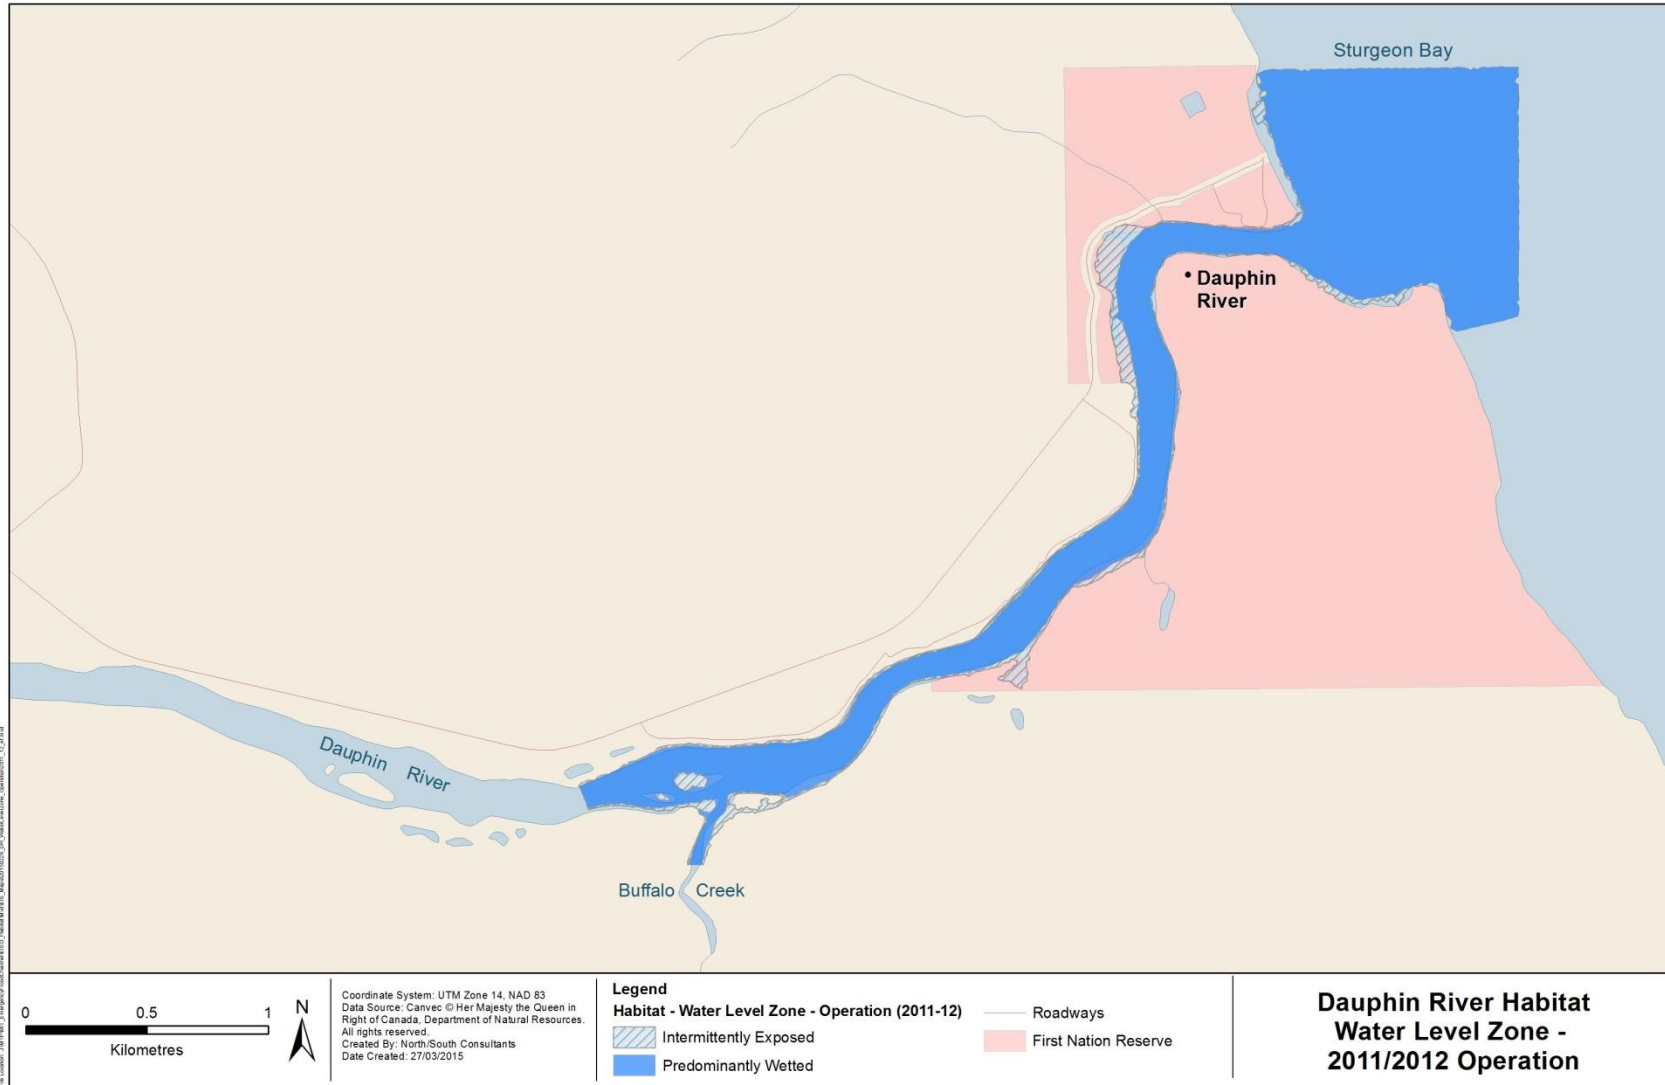 Sturgeon Bay
Dauphin
River
Dauphin River
Buffalo Creek
0 0.5 1
Kilometres
N
Coordinate System: UTM Zone 14, NAD 83
Data Source: Canvec © Her Majesty the Queen in
Right of Canada, Department of Natural Resources.
All rights reserved.
Created By: North/South Consultants
Date Created: 27/03/2015
Legend
Habitat - Water Level Zone - Operation (2011-12)
Intermittently Exposed
Predominantly Wetted
Roadways
First Nation Reserve
Dauphin River Habitat
Water Level Zone -
2011/2012 Operation